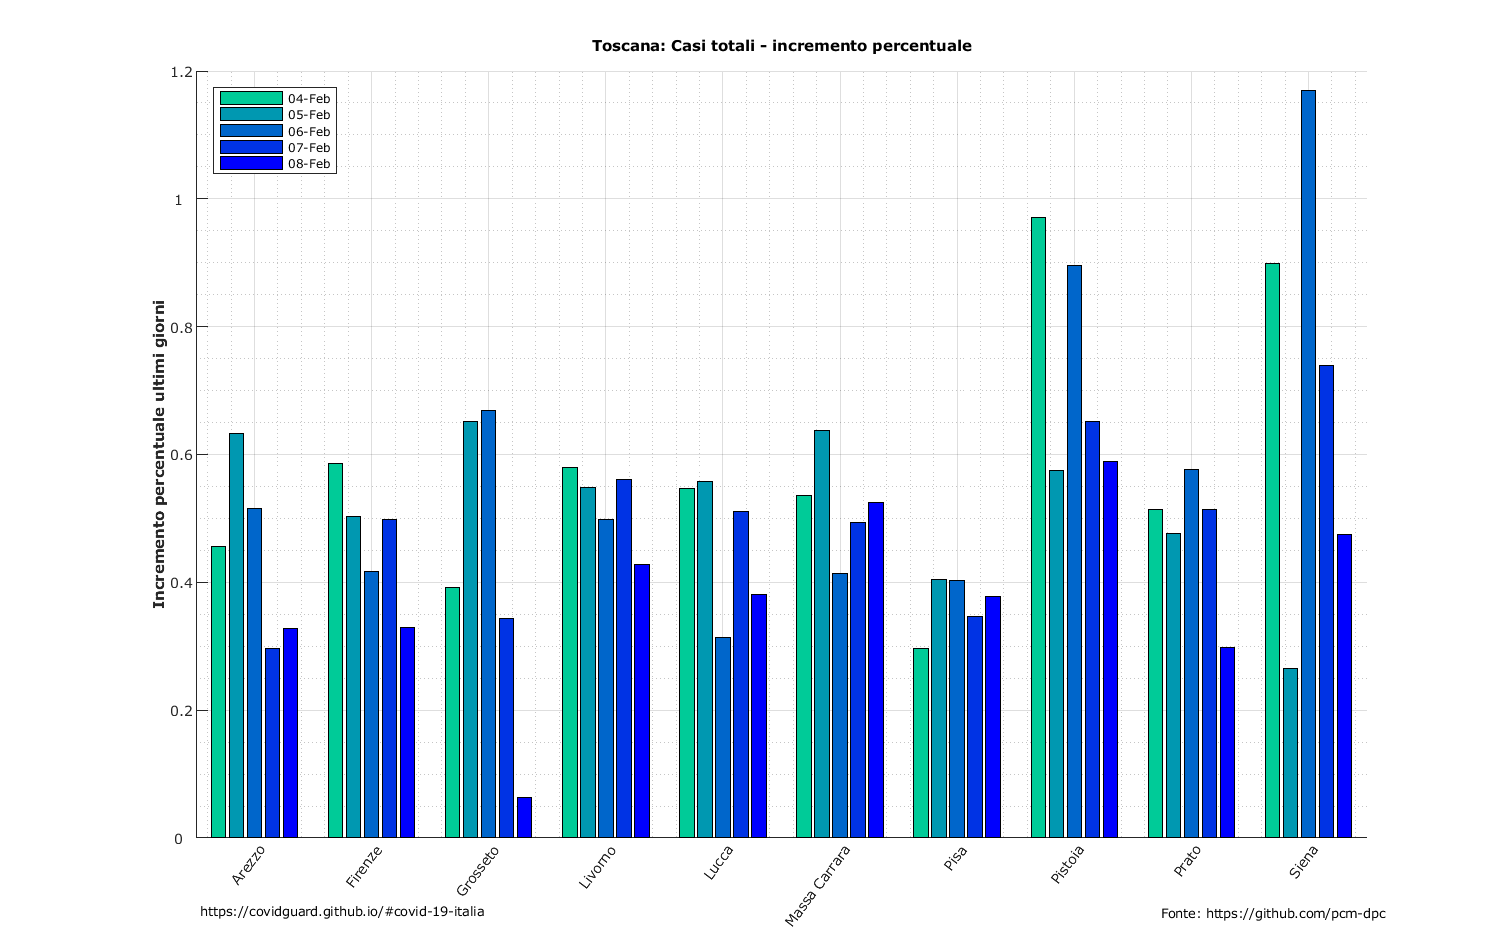 Toscana: Casi totali - incremento percentuale
Incremento percentuale ultimi giorni
1.2
1
0.8
0.6
0.4
0.2
0
04-Feb
05-Feb
06-Feb
07-Feb
08-Feb
Arezzo
Firenze
Grosseto
Livorno
Lucca
Massa Carrara
Pisa
Pistoia
Prato
Siena
https://covidguard.github.io/#covid-19-italia
Fonte: https://github.com/pcm-dpc